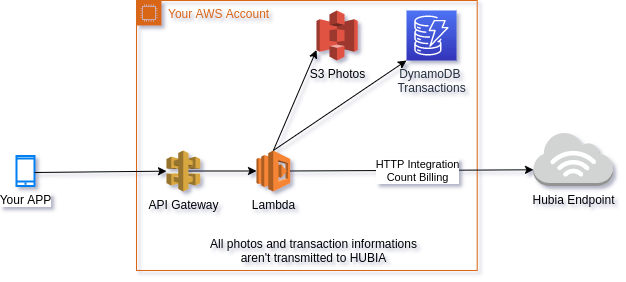 Your AWS Account
S3 Photos
DynamoDB
Transactions
HTTP Integration
Count Billing
Your APP
API Gateway
Lambda
Hubia Endpoint
All photos and transaction informations
aren't transmitted to HUBIA